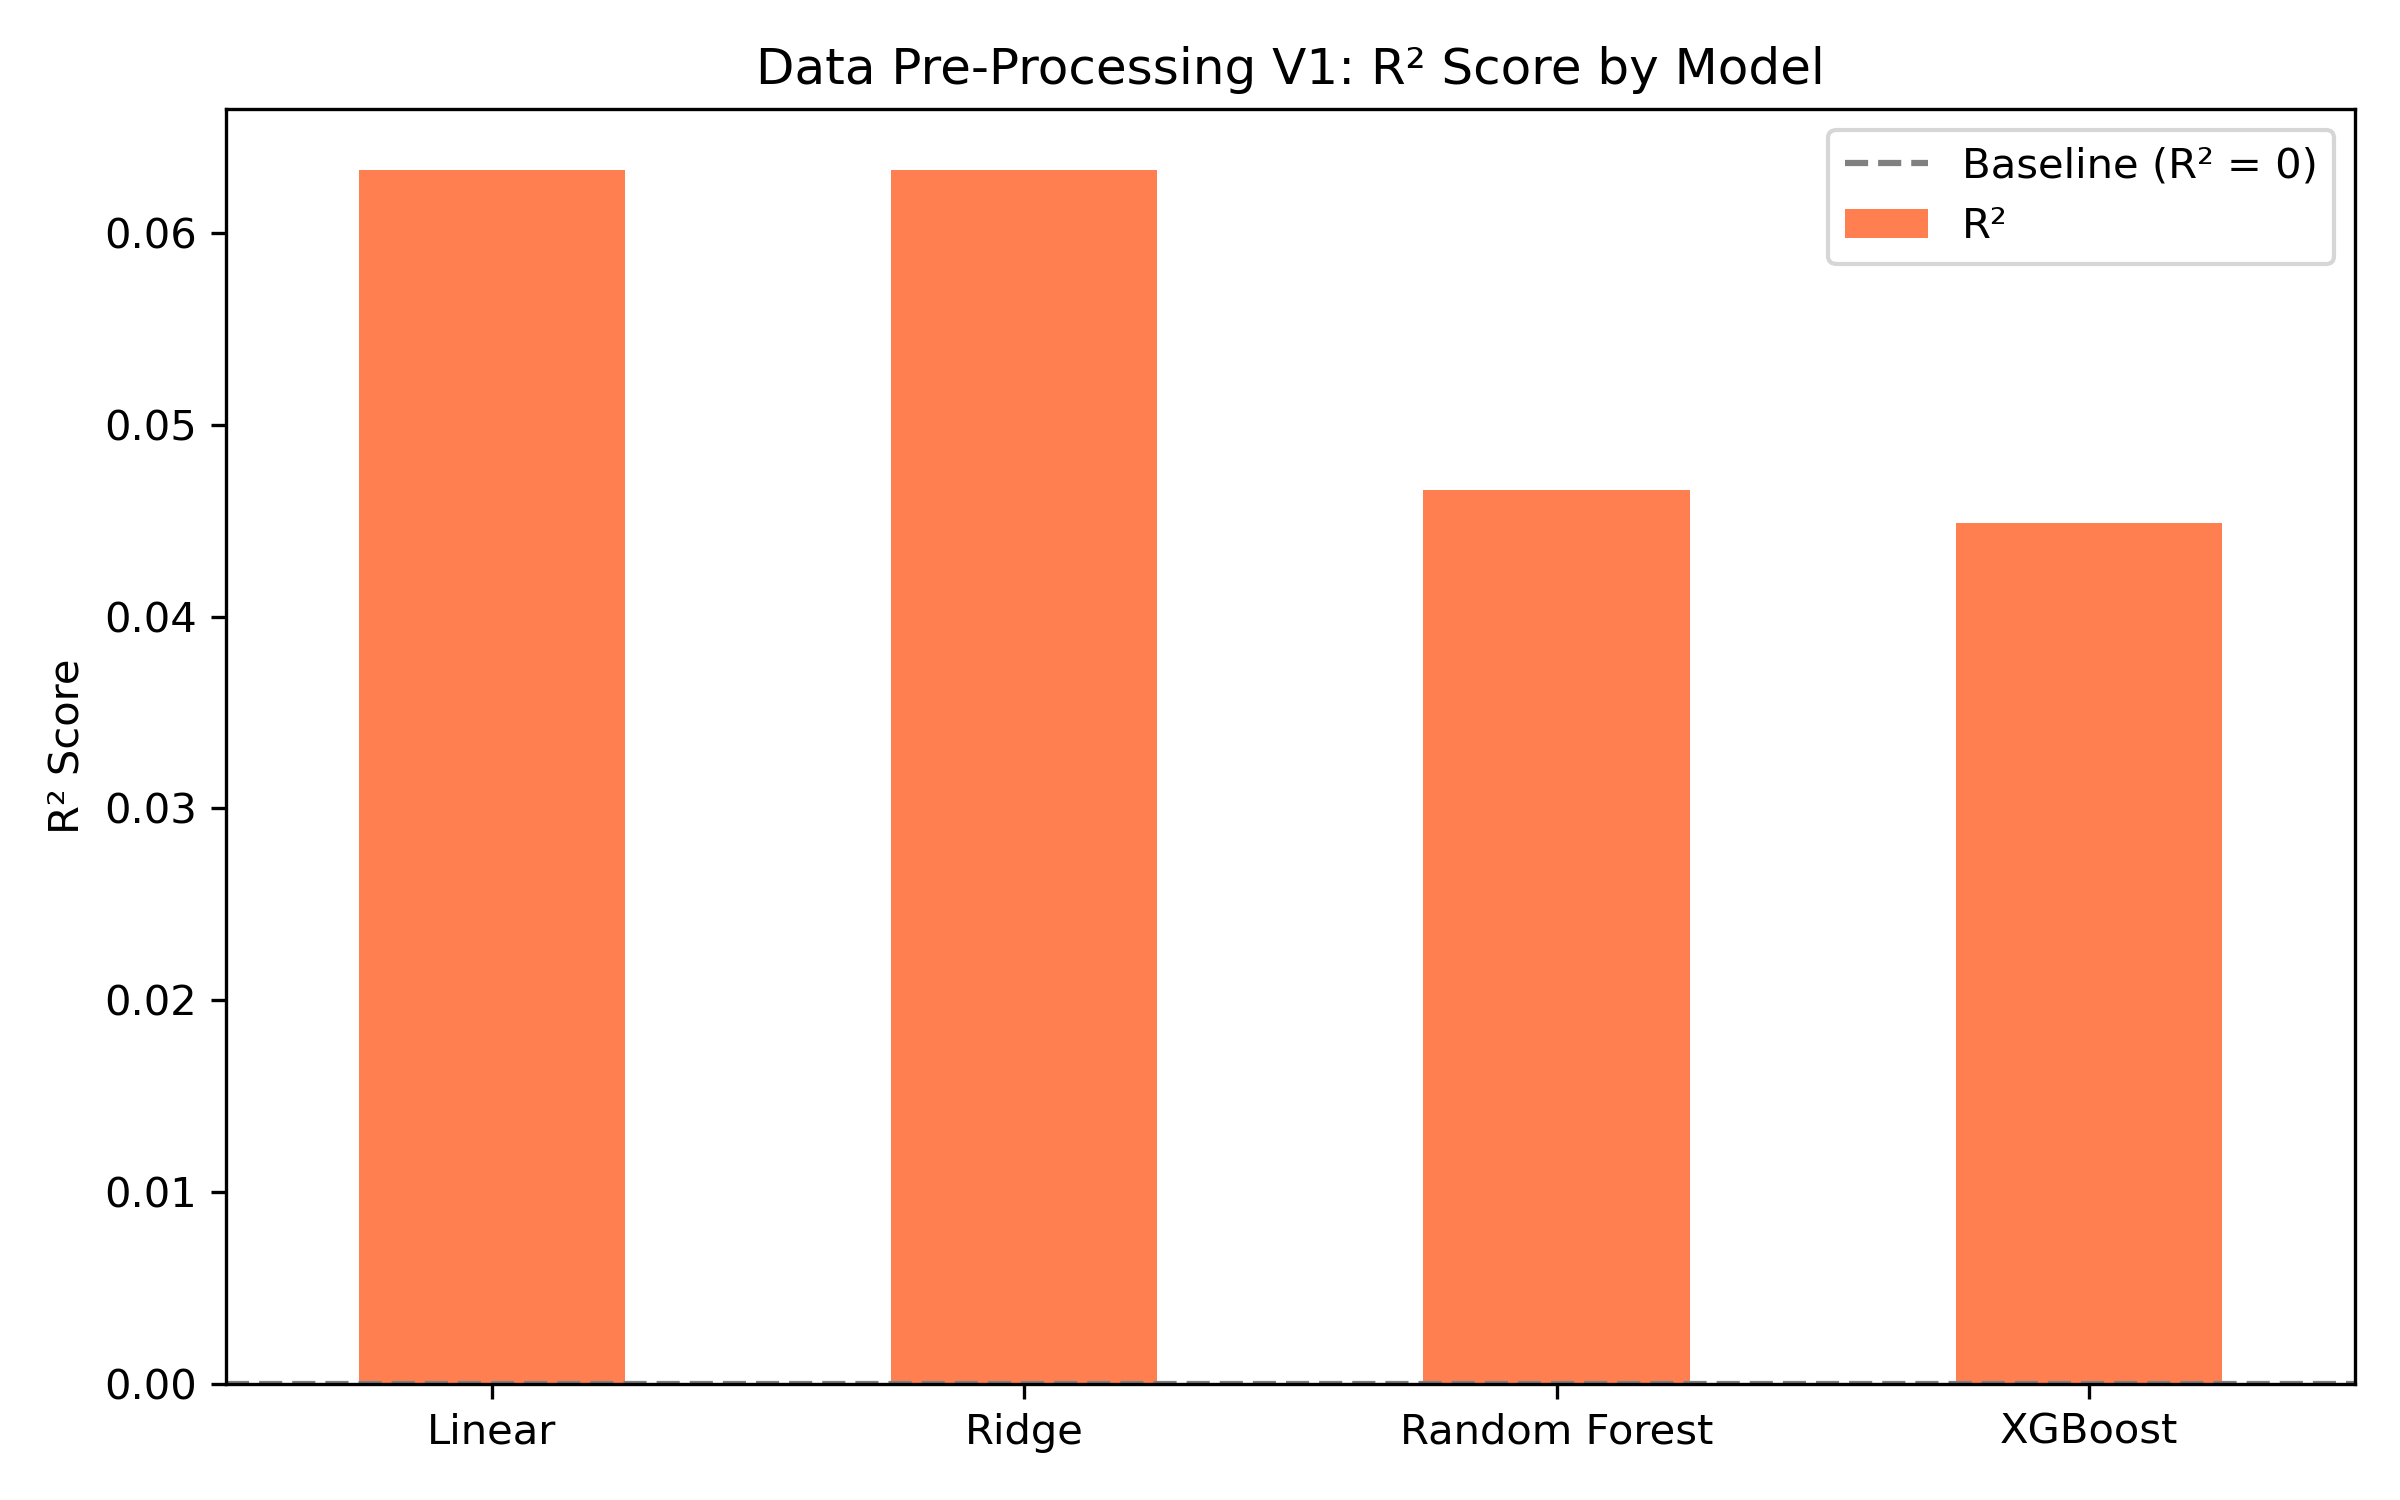 Data Pre-Processing V1: R² Score by Model
Baseline (R² = 0)
R²
R² Score
0.06
0.05
0.04
0.03
0.02
0.01
0.00
Linear
Ridge
Random Forest
XGBoost